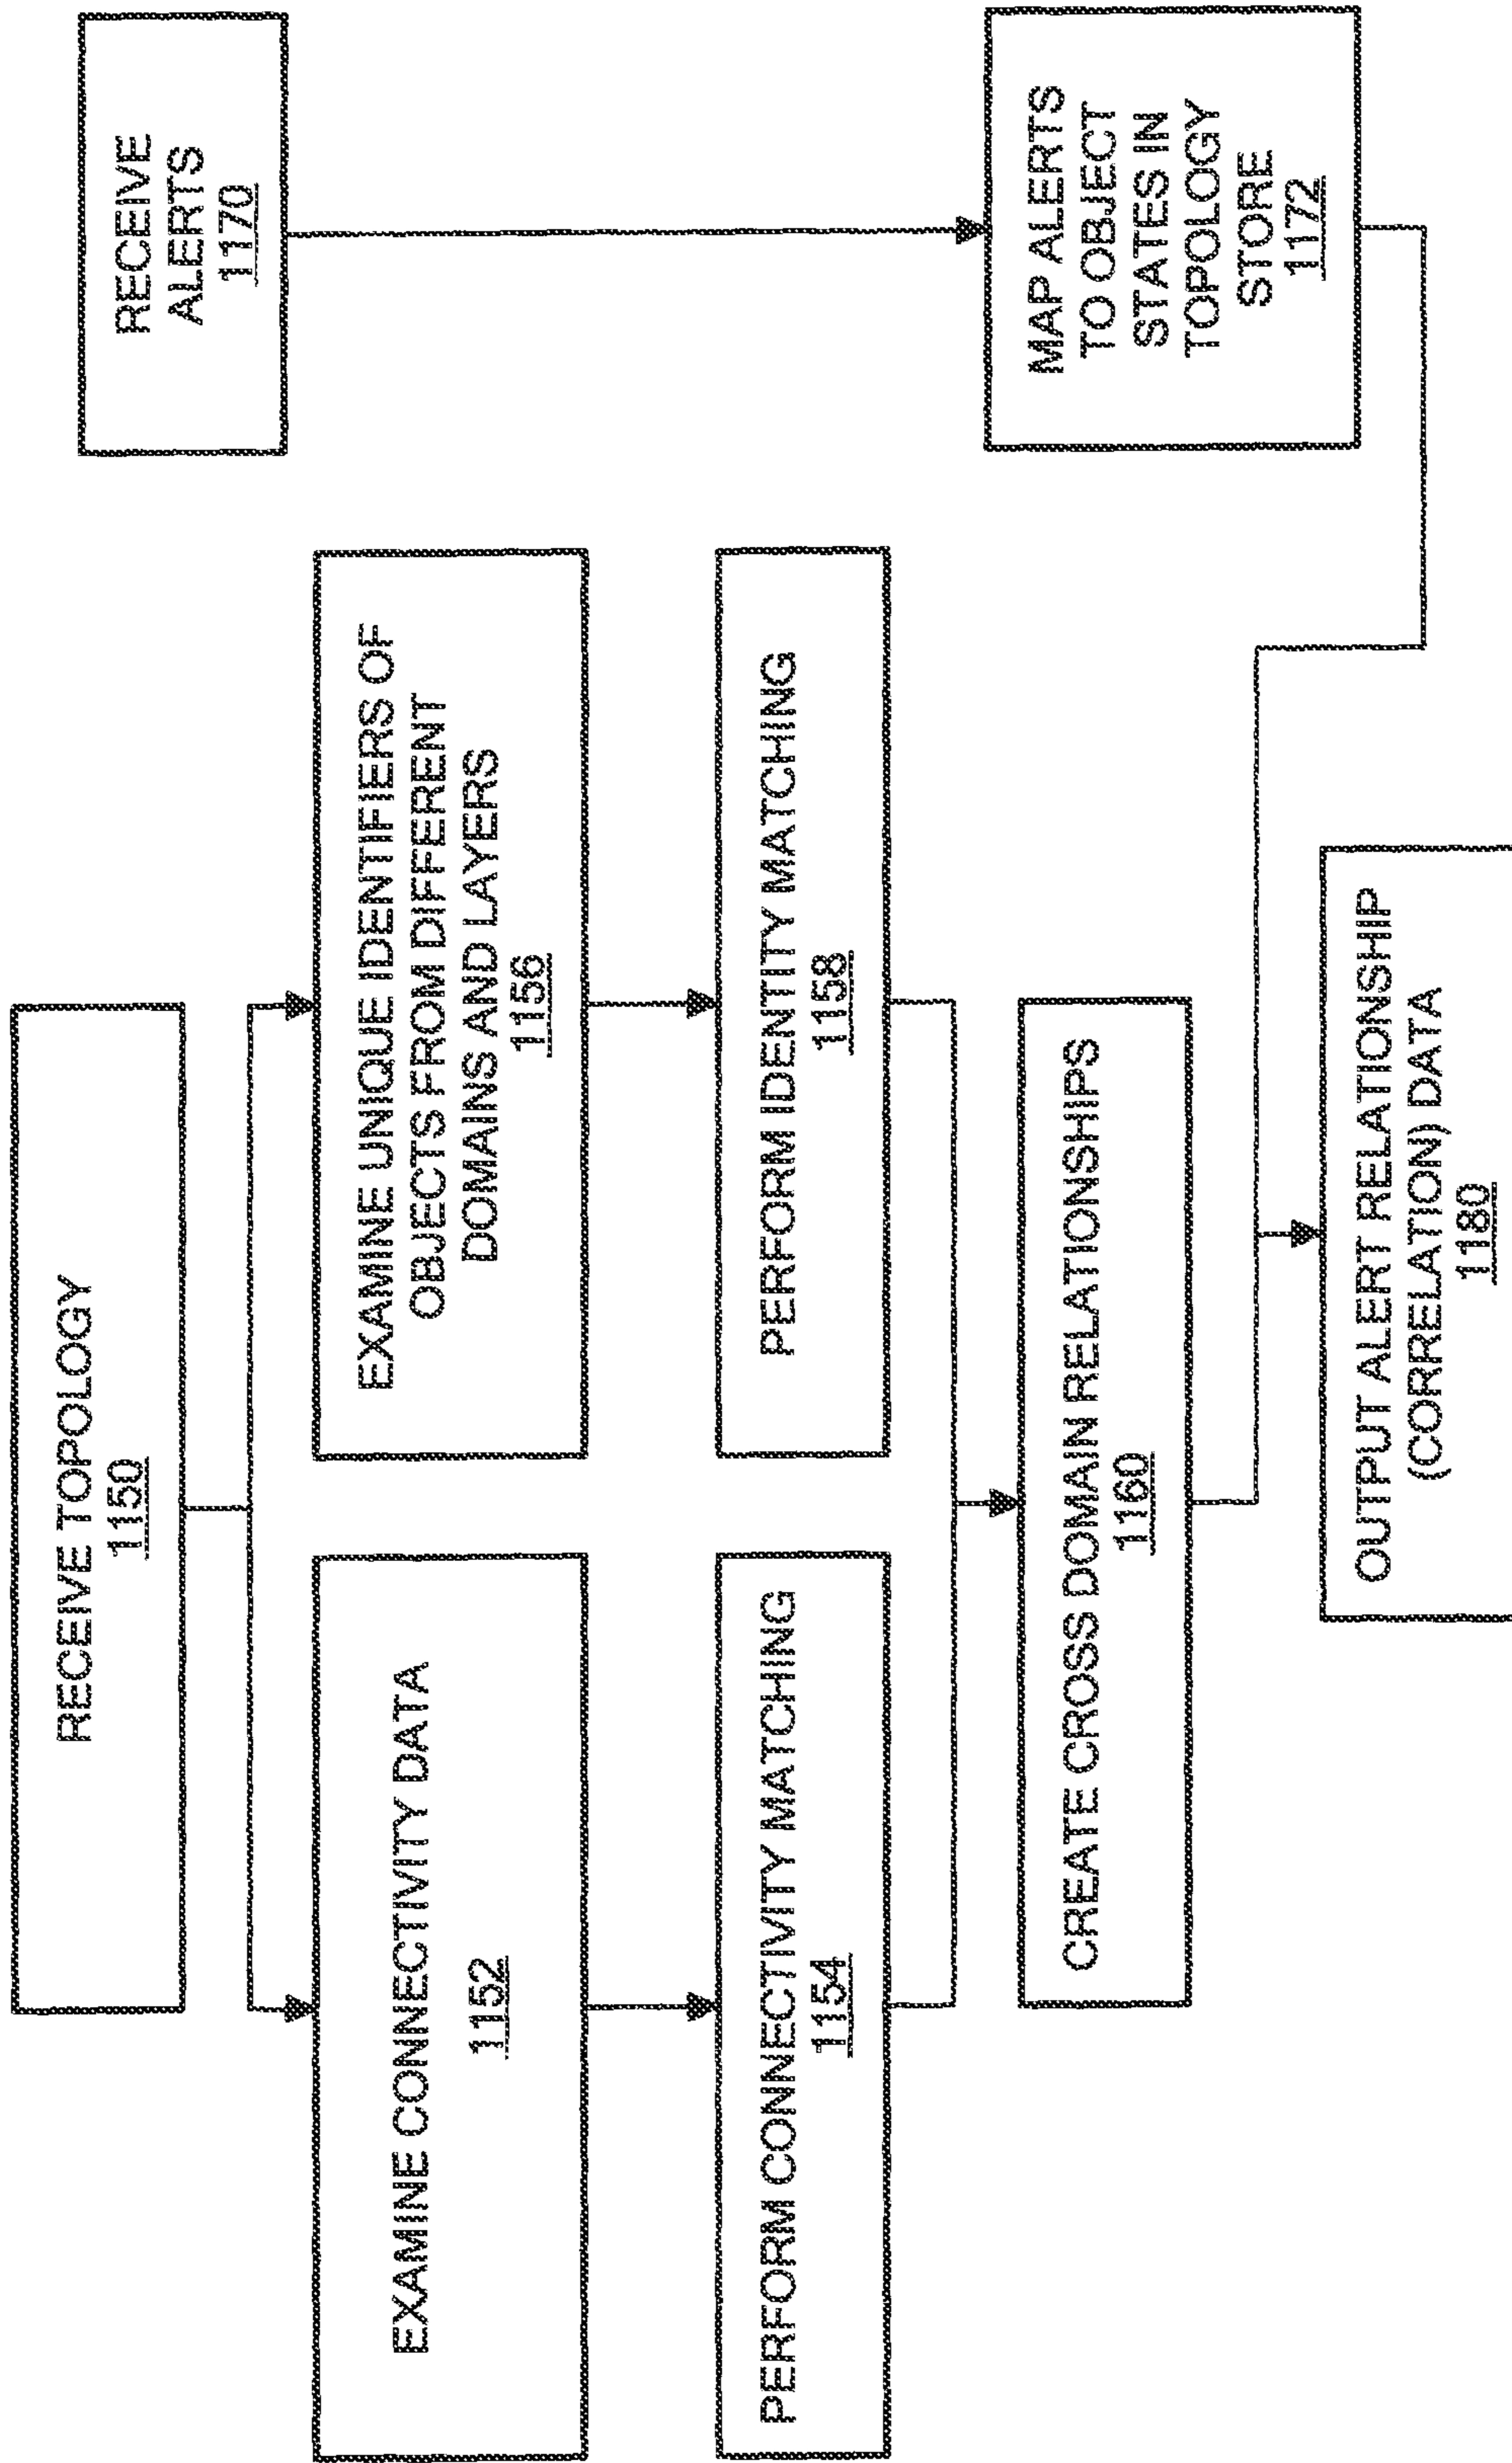 RECEIVE TOPOLOGY
1150
EXAMINE CONNECTIVITY DATA
1152
PERFORM CONNECTIVITY MATCHING
1154
EXAMINE UNIQUE IDENTIFIERS OF
OBJECTS FROM DIFFERENT
DOMAINS AND LAYERS
1156
PERFORM IDENTITY MATCHING
1158
CREATE CROSS DOMAIN RELATIONSHIPS
1160
RECEIVE
ALERTS
1170
MAP ALERTS
TO OBJECT
STATES IN
TOPOLOGY
STORE
1172
OUTPUT ALERT RELATIONSHIP
(CORRELATION) DATA
1180